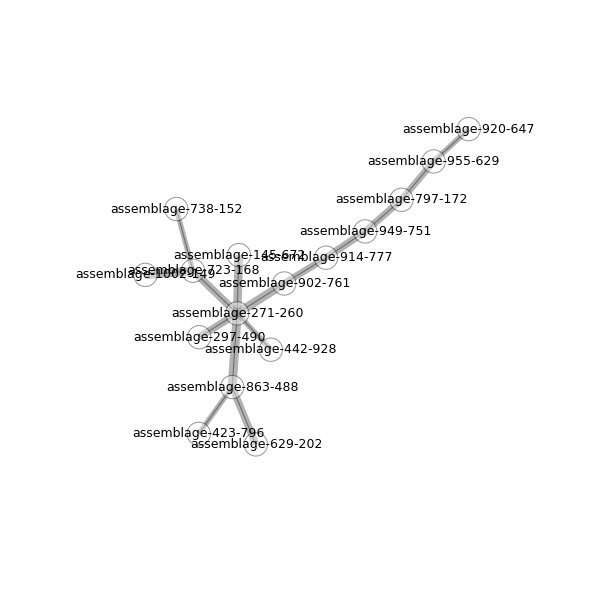 assemblage-920-647
assemblage-955-629
assemblage-797-172
assemblage-738-152
assemblage-949-751
assemblage-145-672
assemblage-914-777
assemblage-723-168
assemblage-1002-149
assemblage-902-761
assemblage-271-260
assemblage-297-490
assemblage-442-928
assemblage-863-488
assemblage-423-796
assemblage-629-202